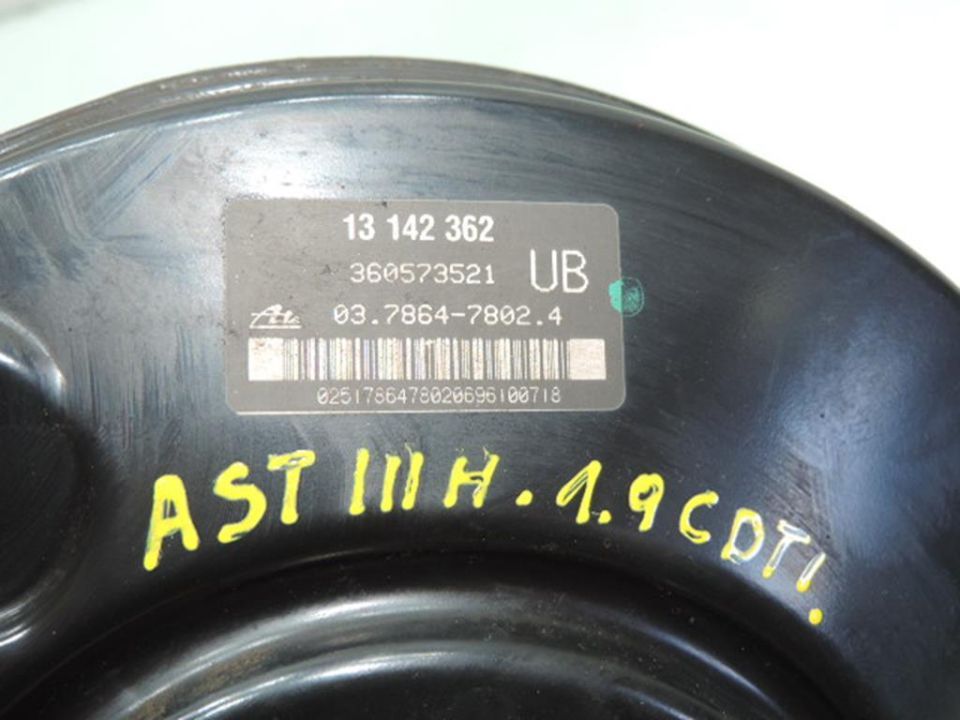 13 142 362
360573521 UB
Ate 03.7864-7802.4
0251786478020696100718
AST III H. 1.9 CDTI